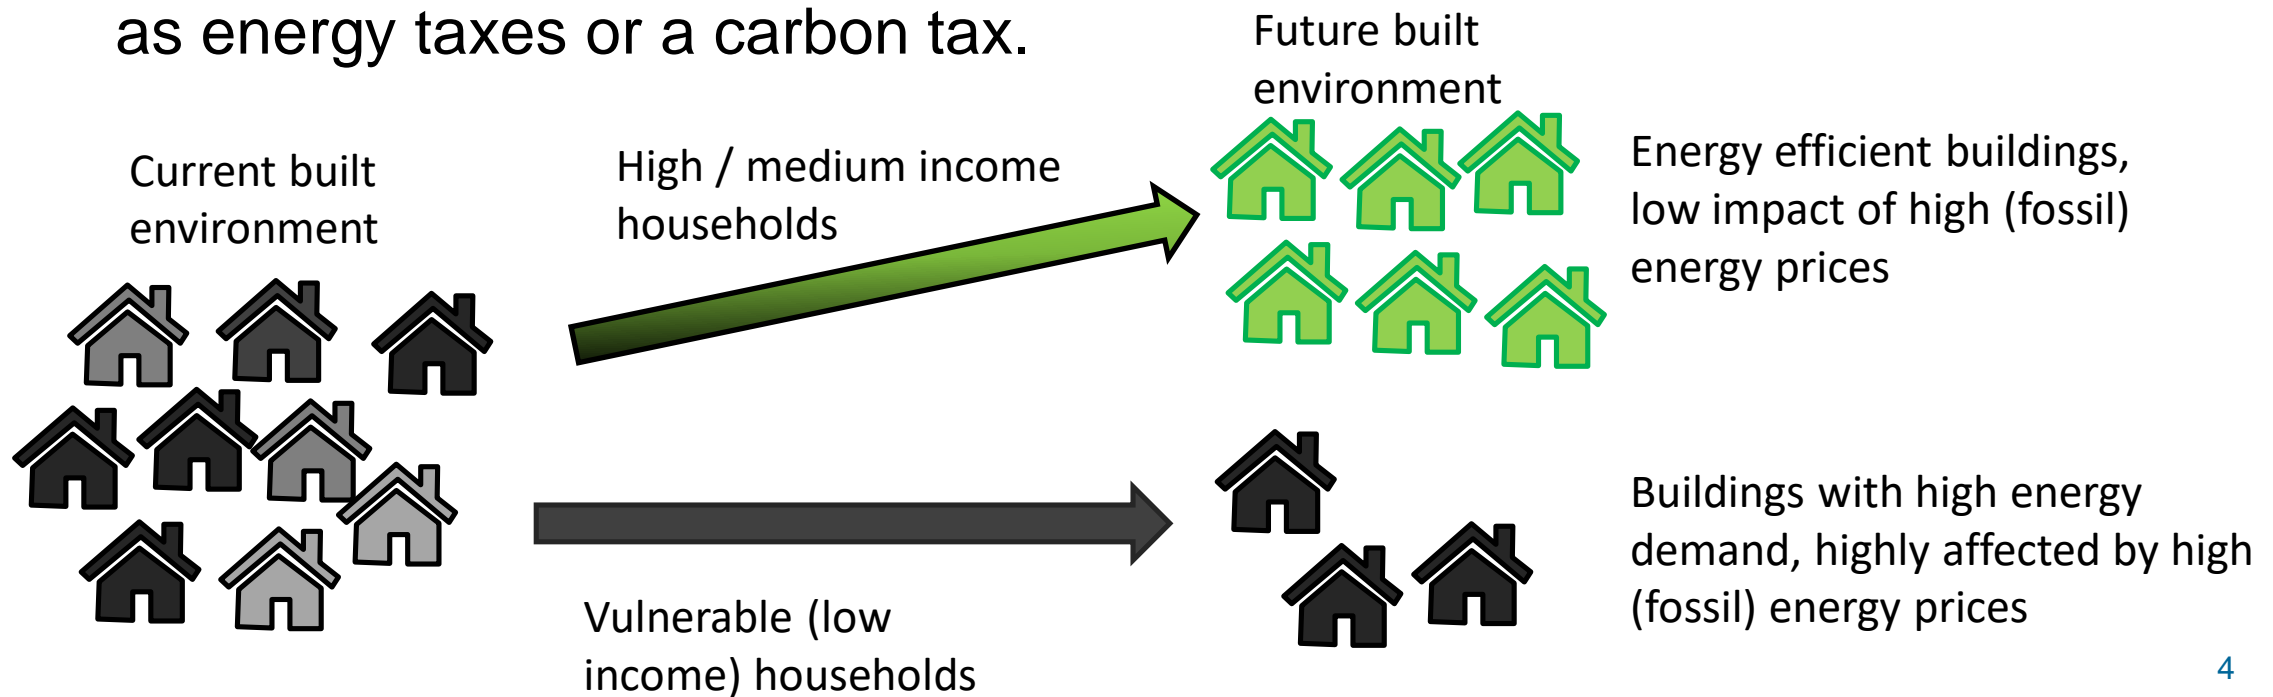 as energy taxes or a carbon tax.
Future built
environment
Current built
environment
High / medium income
households
Energy efficient buildings,
low impact of high (fossil)
energy prices
Vulnerable (low
income) households
Buildings with high energy
demand, highly affected by high
(fossil) energy prices
4